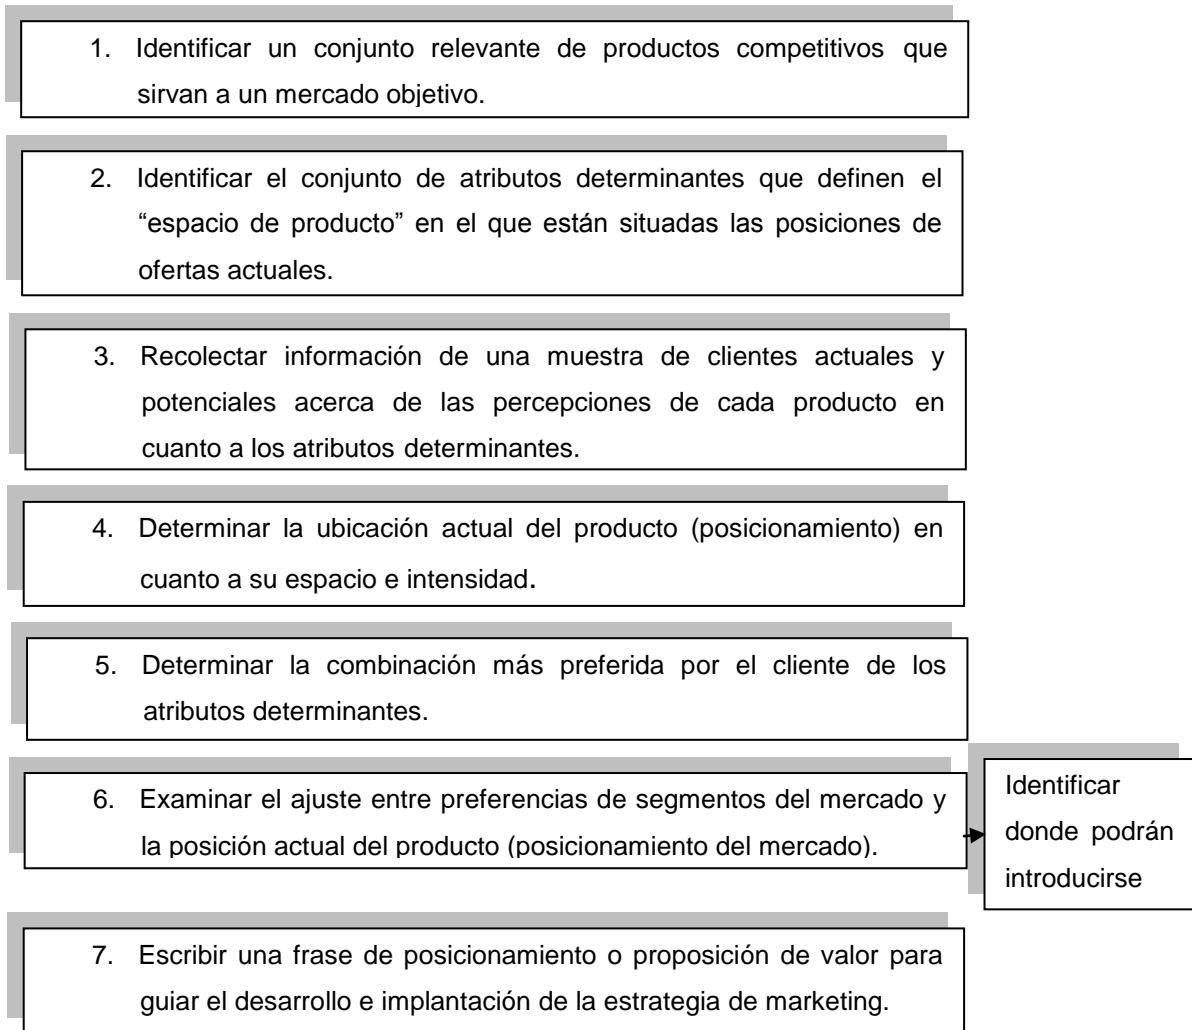 1. Identificar un conjunto relevante de productos competitivos que
sirvan a un mercado objetivo.
2. Identificar el conjunto de atributos determinantes que definen el
“espacio de producto” en el que están situadas las posiciones de
ofertas actuales.
3. Recolectar información de una muestra de clientes actuales y
potenciales acerca de las percepciones de cada producto en
cuanto a los atributos determinantes.
4. Determinar la ubicación actual del producto (posicionamiento) en
cuanto a su espacio e intensidad.
5. Determinar la combinación más preferida por el cliente de los
atributos determinantes.
6. Examinar el ajuste entre preferencias de segmentos del mercado y
la posición actual del producto (posicionamiento del mercado).
Identificar
donde podrán
introducirse
7. Escribir una frase de posicionamiento o proposición de valor para
guiar el desarrollo e implantación de la estrategia de marketing.